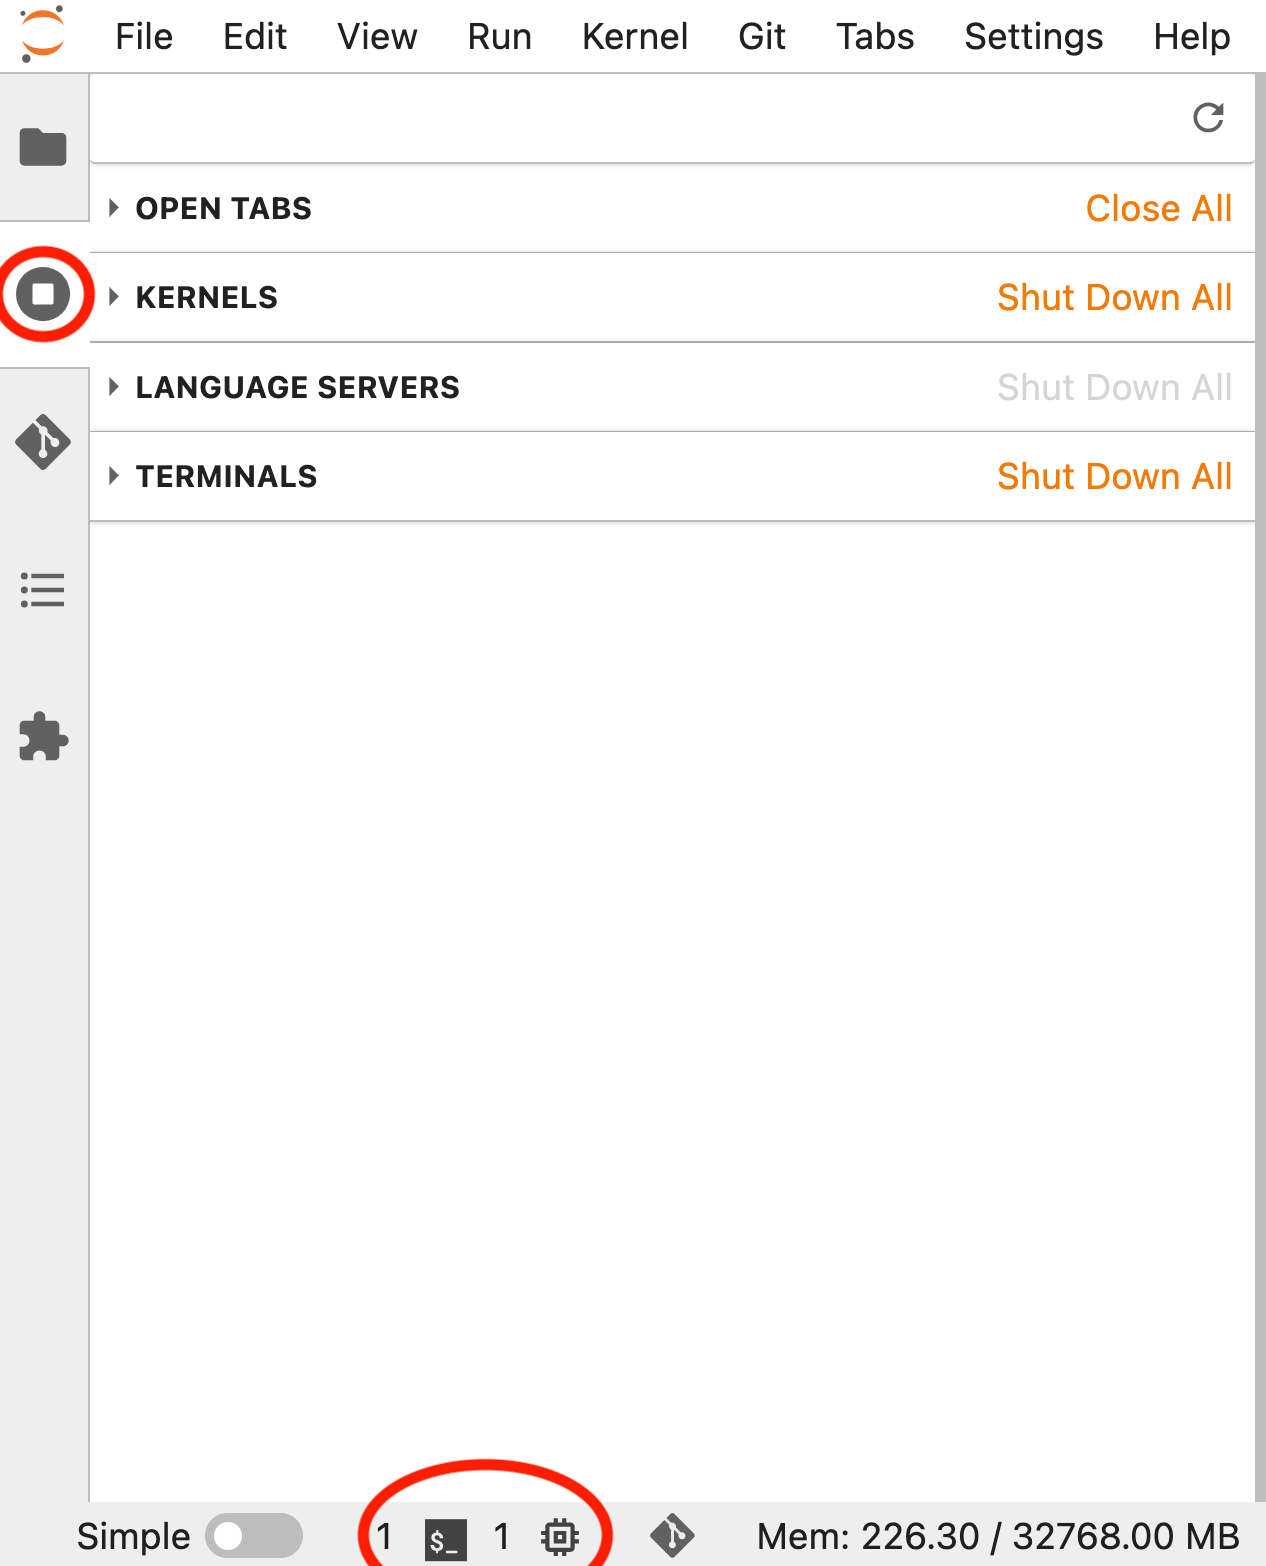 File Edit View Run Kernel Git Tabs Settings Help
OPEN TABS Close All
KERNELS Shut Down All
LANGUAGE SERVERS Shut Down All
TERMINALS Shut Down All
Simple 1 $_ 1 Mem: 226.30 / 32768.00 MB